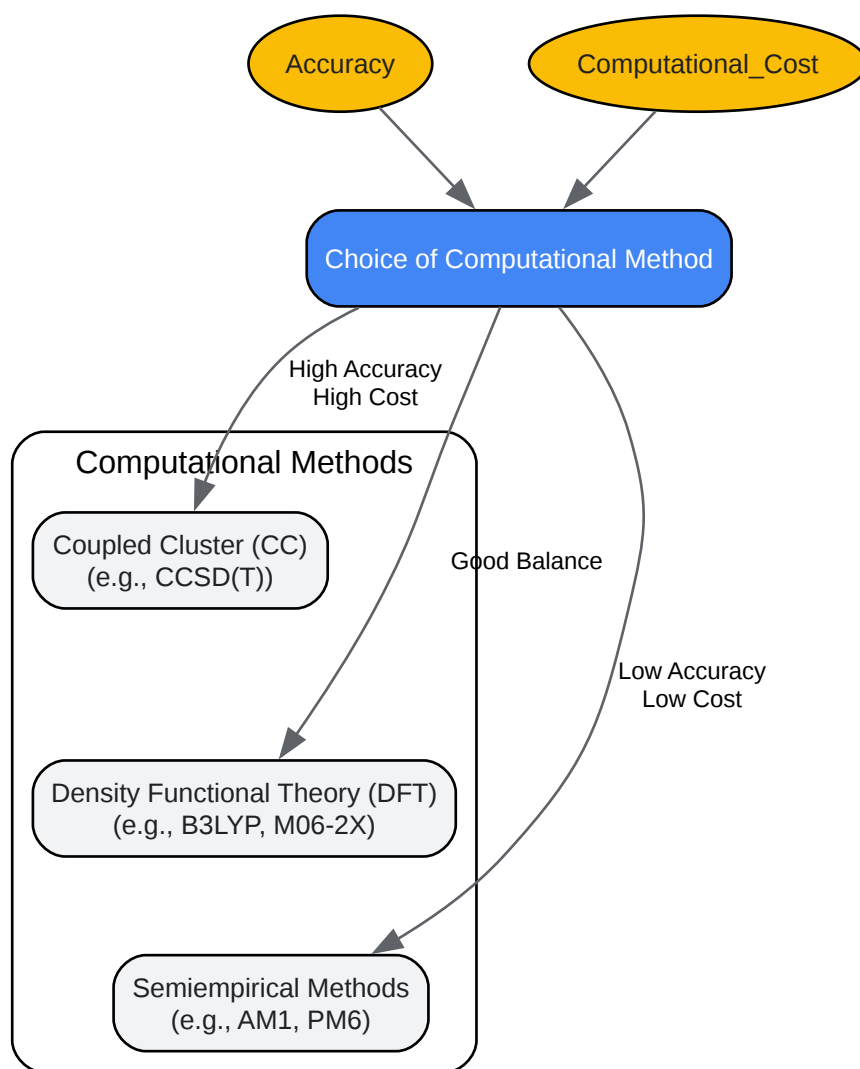 Accuracy
Computational_Cost
Choice of Computational Method
High Accuracy
High Cost
Computational Methods
Coupled Cluster (CC)
(e.g., CCSD(T))
Good Balance
Low Accuracy
Low Cost
Density Functional Theory (DFT)
(e.g., B3LYP, M06-2X)
Semiempirical Methods
(e.g., AM1, PM6)